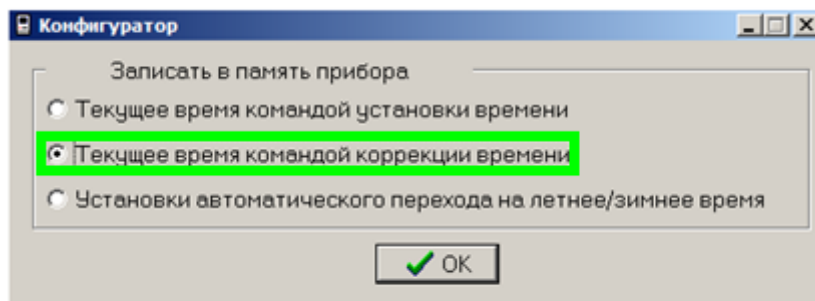 Конфигуратор
Записать в память прибора
Текущее время командой установки времени
Текущее время командой коррекции времени
Установки автоматического перехода на летнее/зимнее время
OK